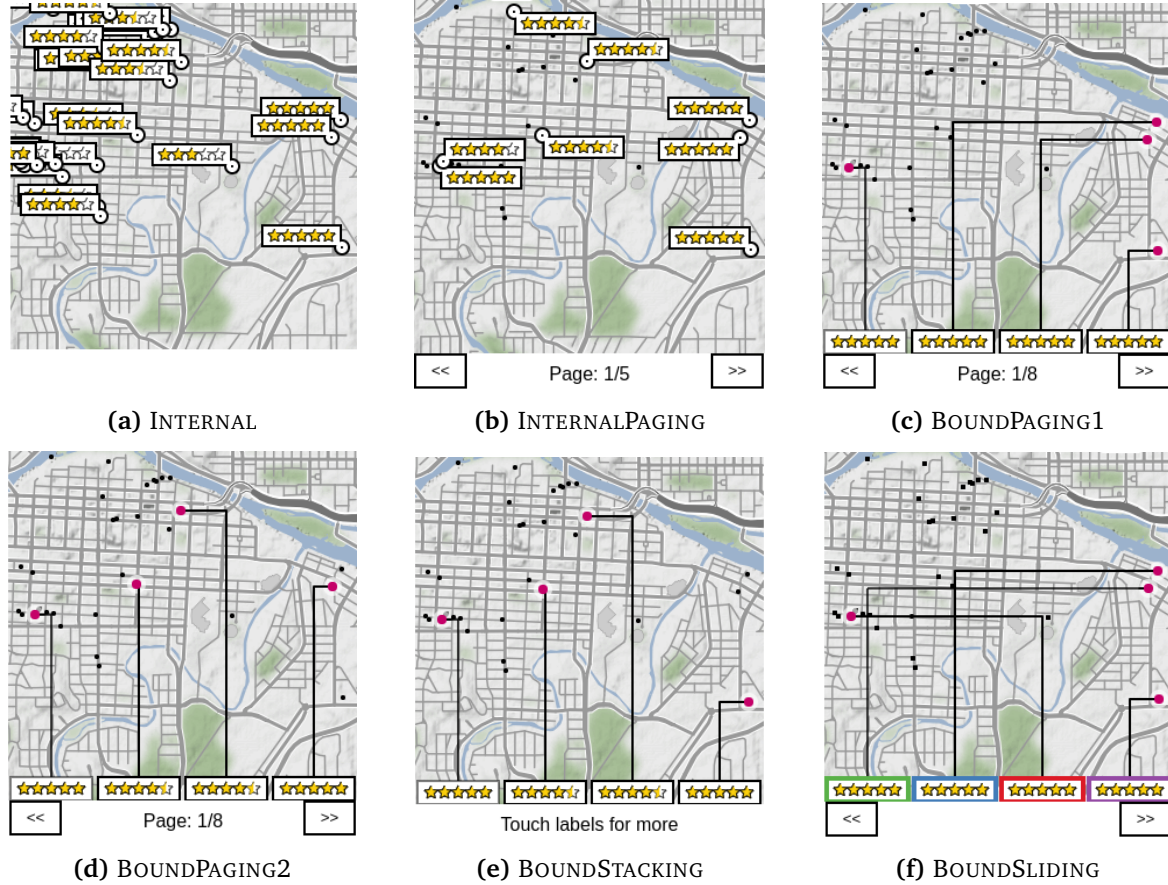 << Page: 1/5 >>
<< Page: 1/8 >>
(a) INTERNAL
(b) INTERNALPAGING
(c) BOUNDPAGING1
<< Page: 1/8 >>
Touch labels for more
<< >>
(d) BOUNDPAGING2
(e) BOUNDSTACKING
(f) BOUNDSLIDING